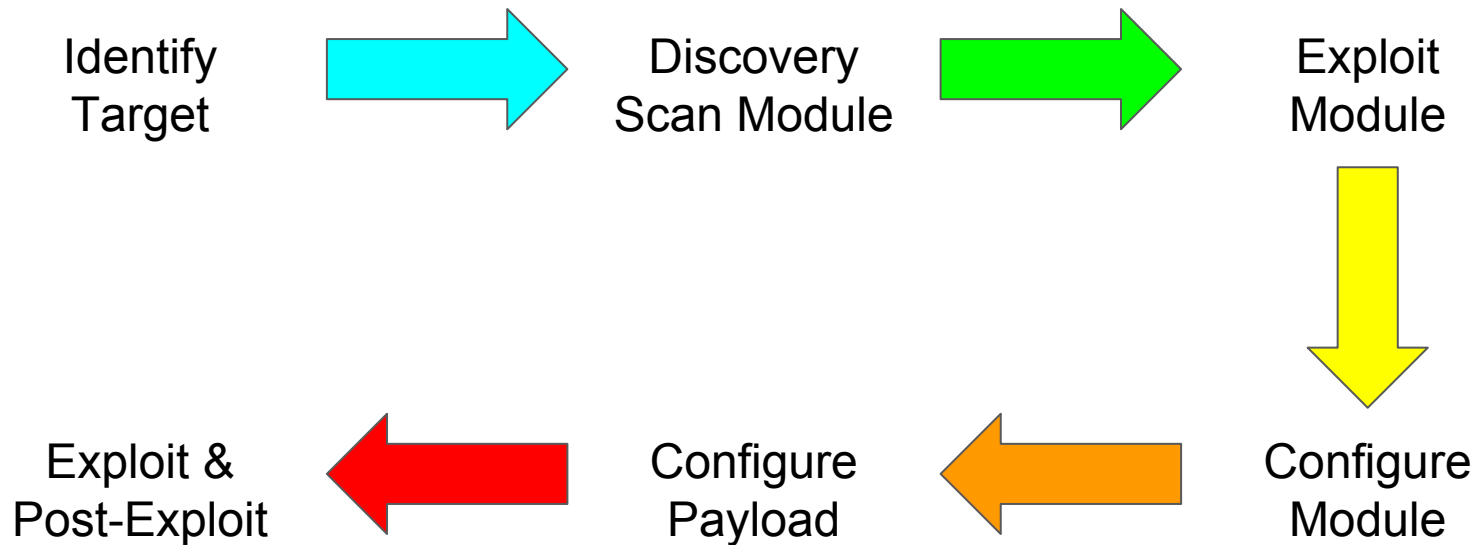 Identify
Target
Discovery
Scan Module
Exploit
Module
Configure
Module
Configure
Payload
Exploit &
Post-Exploit